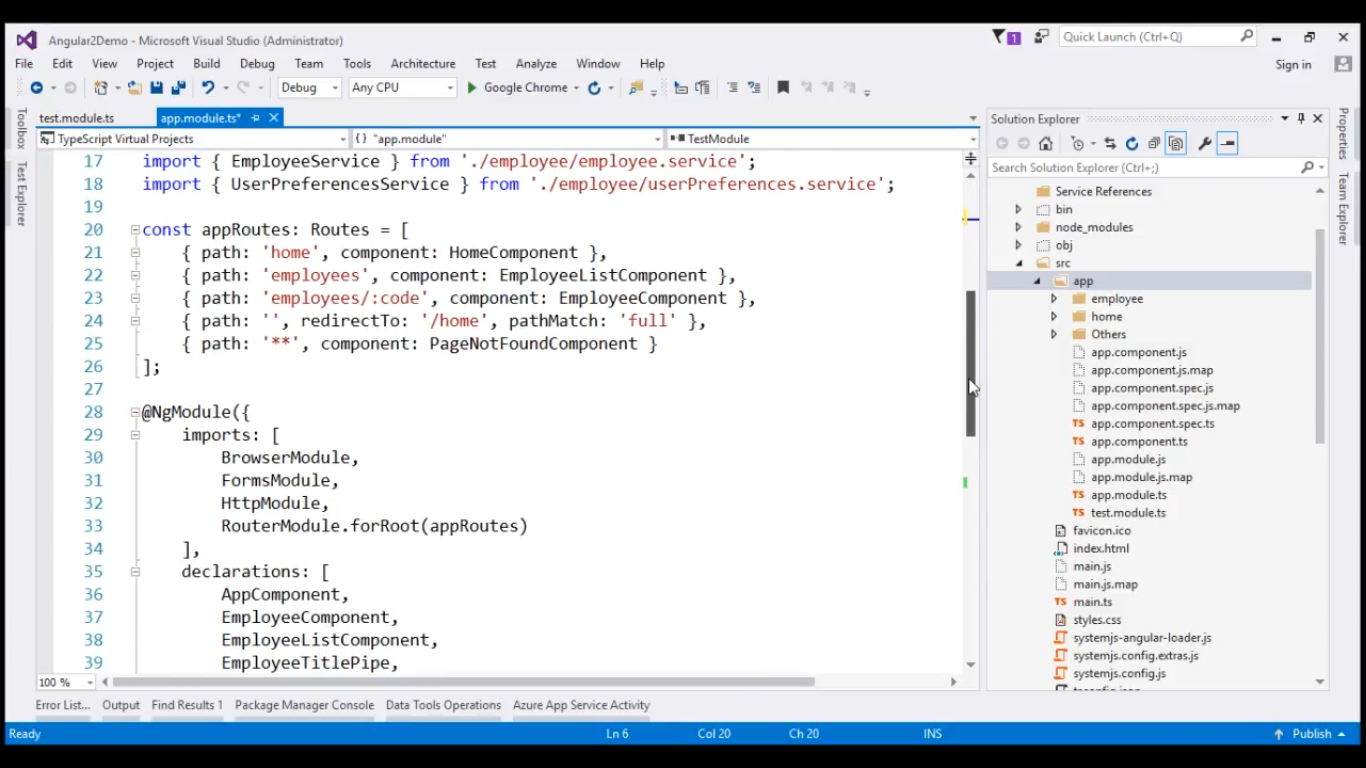 Angular2Demo - Microsoft Visual Studio (Administrator)
1
Quick Launch (Ctrl+Q)
File Edit View Project Build Debug Team Tools Architecture Test Analyze Window Help
Sign in
Debug Any CPU Google Chrome
Toolbox
Test Explorer
test.module.ts app.module.ts*
TypeScript Virtual Projects {} "app.module" TestModule
17 import { EmployeeService } from './employee/employee.service';
18 import { UserPreferencesService } from './employee/userPreferences.service';
19
20 const appRoutes: Routes = [
21 { path: 'home', component: HomeComponent },
22 { path: 'employees', component: EmployeeListComponent },
23 { path: 'employees/:code', component: EmployeeComponent },
24 { path: '', redirectTo: '/home', pathMatch: 'full' },
25 { path: '**', component: PageNotFoundComponent }
26 ];
27
28 @NgModule({
29 imports: [
30 BrowserModule,
31 FormsModule,
32 HttpModule,
33 RouterModule.forRoot(appRoutes)
34 ],
35 declarations: [
36 AppComponent,
37 EmployeeComponent,
38 EmployeeListComponent,
39 EmployeeTitlePipe,
100 %
Solution Explorer
Search Solution Explorer (Ctrl+;)
Service References
bin
node_modules
obj
src
app
employee
home
Others
app.component.js
app.component.js.map
app.component.spec.js
app.component.spec.js.map
TS app.component.spec.ts
TS app.component.ts
app.module.js
app.module.js.map
TS app.module.ts
TS test.module.ts
favicon.ico
index.html
main.js
main.js.map
TS main.ts
styles.css
systemjs-angular-loader.js
systemjs.config.extras.js
systemjs.config.js
Properties
Team Explorer
Error List... Output Find Results 1 Package Manager Console Data Tools Operations Azure App Service Activity
Ready Ln 6 Col 20 Ch 20 INS Publish